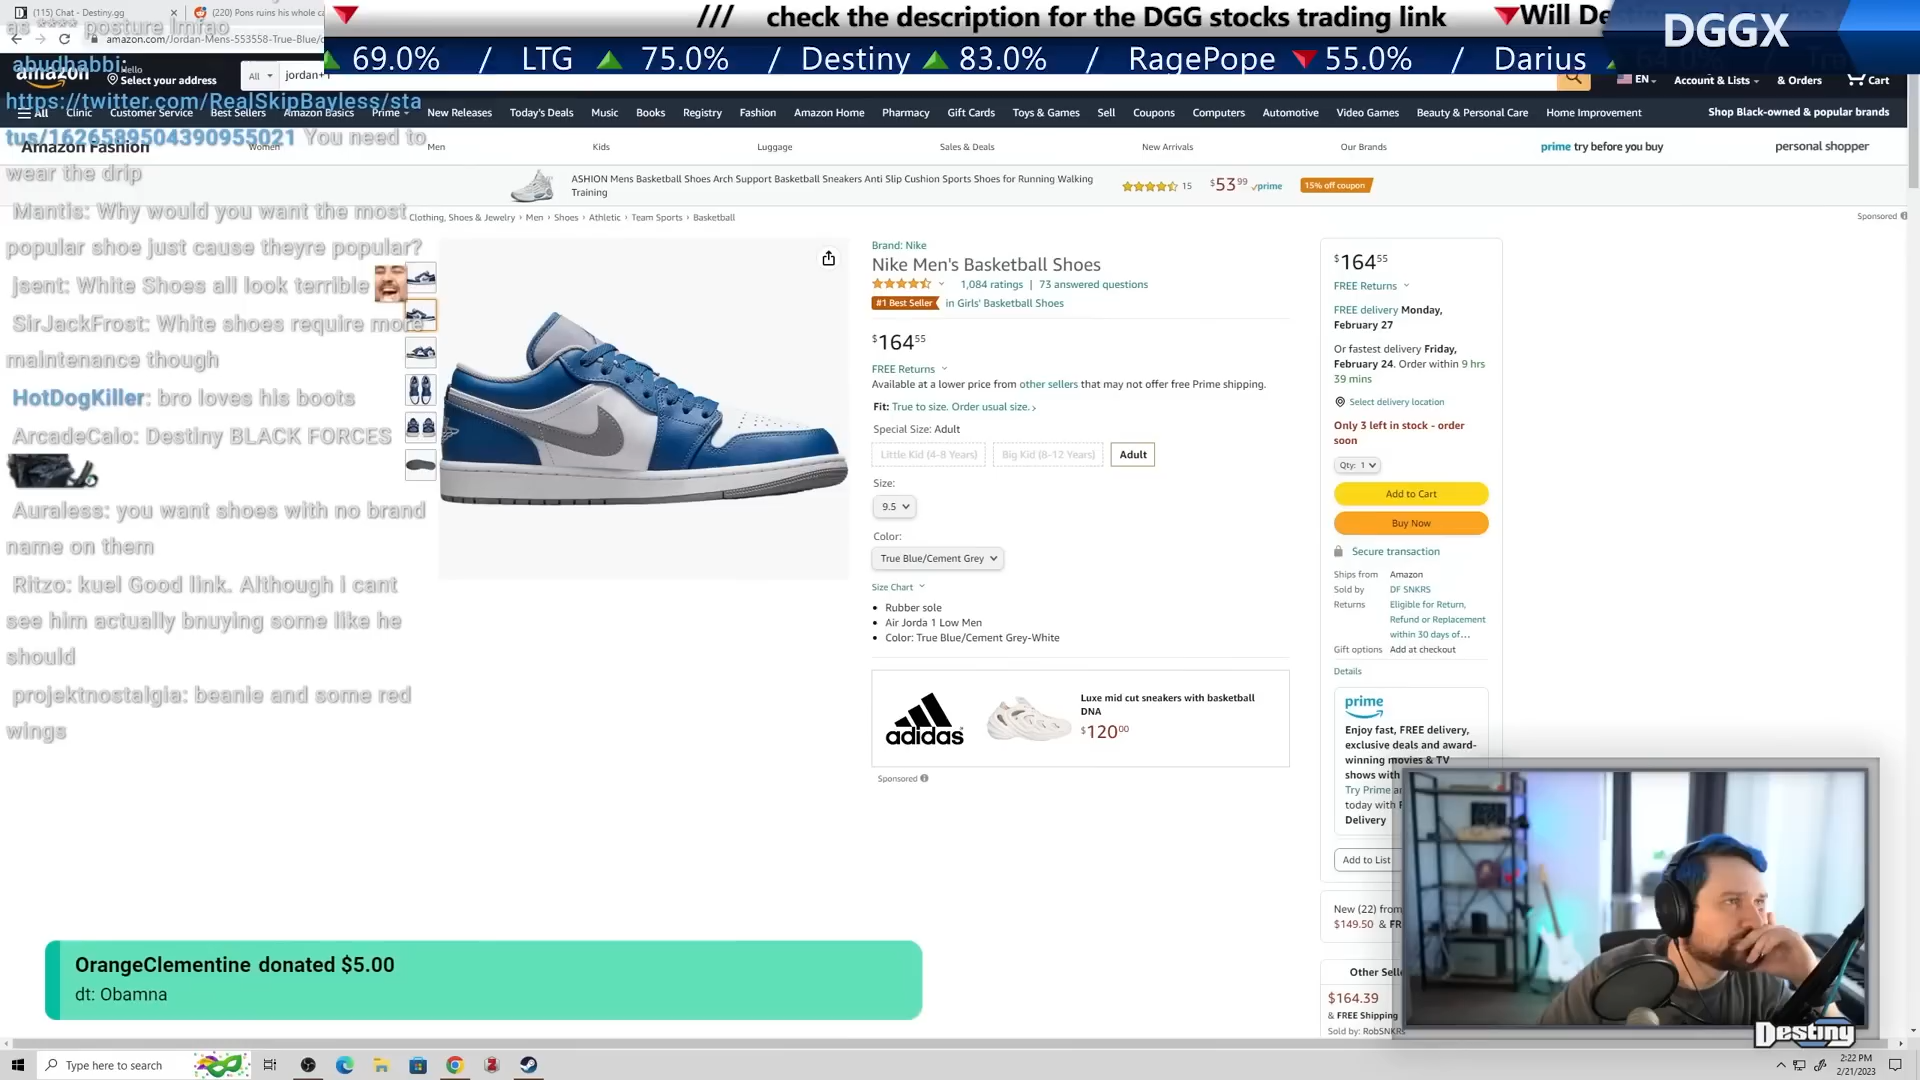 (115) Chat - Destiny.gg
(220) Pons ruins his whole c
amazon.com/Jordan-Mens-553558-True-Blue/
as **** posture lmfao
/// check the description for the DGG stocks trading link
Will De
DGGX
69.0% / LTG 75.0% / Destiny 83.0% / RagePope 55.0% / Darius
amazon
Hello
Select your address
All
jordan+1
EN
Account & Lists
& Orders
Cart
All
Clinic
Customer Service
Best Sellers
Amazon Basics
Prime
New Releases
Today's Deals
Music
Books
Registry
Fashion
Amazon Home
Pharmacy
Gift Cards
Toys & Games
Sell
Coupons
Computers
Automotive
Video Games
Beauty & Personal Care
Home Improvement
Shop Black-owned & popular brands
Amazon Fashion
Women
Men
Kids
Luggage
Sales & Deals
New Arrivals
Our Brands
prime try before you buy
personal shopper
ASHION Mens Basketball Shoes Arch Support Basketball Sneakers Anti Slip Cushion Sports Shoes for Running Walking
Training
15
$53.99 prime
15% off coupon
Clothing, Shoes & Jewelry › Men › Shoes › Athletic › Team Sports › Basketball
Sponsored
abudhabbi:
https://twitter.com/RealSkipBayless/sta
tus/1626589504390955021 You need to
wear the drip
Mantis: Why would you want the most
popular shoe just cause theyre popular?
jsent: White Shoes all look terrible
SirJackFrost: White shoes require more
maintenance though
HotDogKiller: bro loves his boots
ArcadeCaio: Destiny BLACK FORCES
Auraless: you want shoes with no brand
name on them
Ritzo: kuel Good link. Although i cant
see him actually bnuying some like he
should
projektnostalgia: beanie and some red
wings
Brand: Nike
Nike Men's Basketball Shoes
1,084 ratings | 73 answered questions
#1 Best Seller in Girls' Basketball Shoes
$164.55
FREE Returns
Available at a lower price from other sellers that may not offer free Prime shipping.
Fit: True to size. Order usual size. ›
Special Size: Adult
Little Kid (4-8 Years)
Big Kid (8-12 Years)
Adult
Size:
9.5
Color:
True Blue/Cement Grey
Size Chart
• Rubber sole
• Air Jorda 1 Low Men
• Color: True Blue/Cement Grey-White
adidas
Luxe mid cut sneakers with basketball
DNA
$120.00
Sponsored
$164.55
FREE Returns
FREE delivery Monday,
February 27
Or fastest delivery Friday,
February 24. Order within 9 hrs
39 mins
Select delivery location
Only 3 left in stock - order
soon
Qty: 1
Add to Cart
Buy Now
Secure transaction
Ships from Amazon
Sold by DF SNKRS
Returns Eligible for Return,
Refund or Replacement
within 30 days of...
Gift options Add at checkout
Details
prime
Enjoy fast, FREE delivery,
exclusive deals and award-
winning movies & TV
shows with
Try Prime
today with
Delivery
Add to List
New (22) from
$149.50 & FR
Other Sell
$164.39
& FREE Shipping
Sold by: RobSNKRs
OrangeClementine donated $5.00
dt: Obamna
Destiny
Type here to search
2:22 PM
2/21/2023